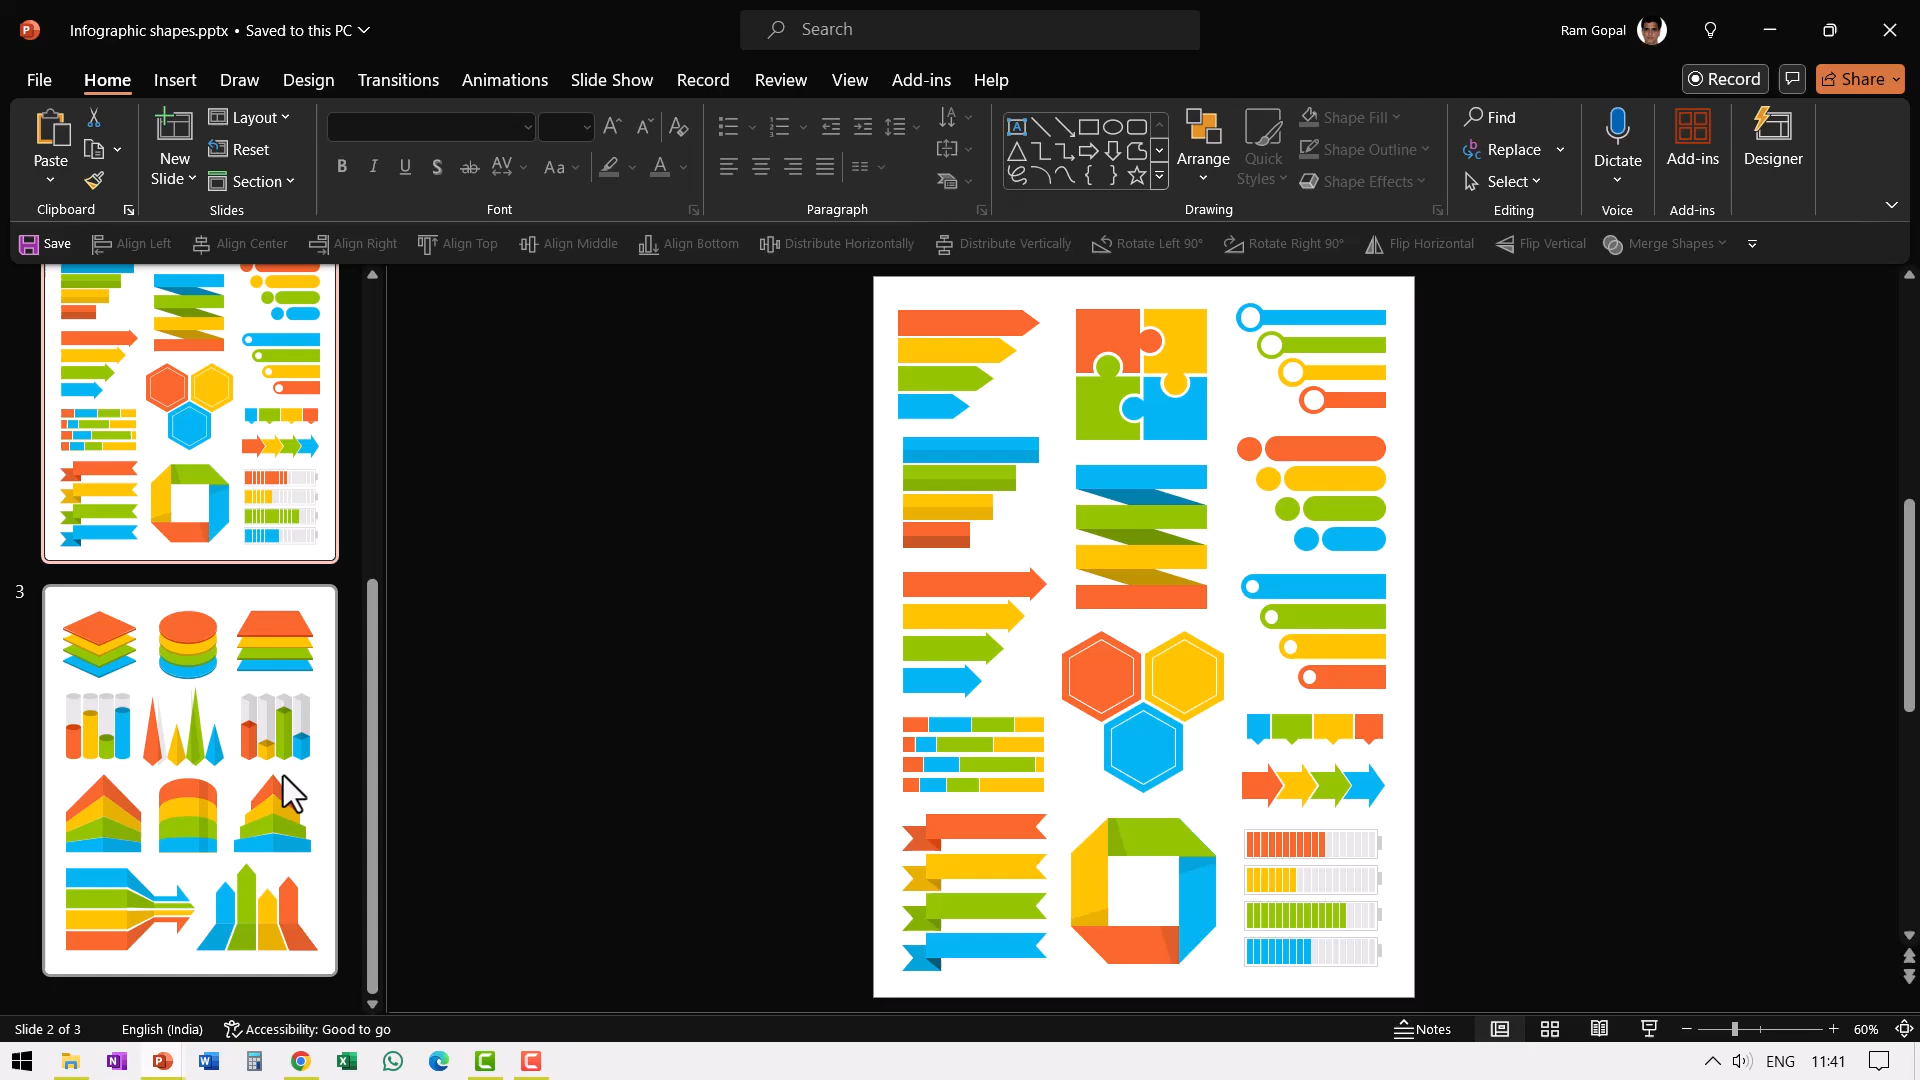 Infographic shapes.pptx • Saved to this PC
Search
Ram Gopal
File Home Insert Draw Design Transitions Animations Slide Show Record Review View Add-ins Help
Record
Share
Paste
New Slide
Layout
Reset
Section
Aa
Arrange
Quick Styles
Shape Fill
Shape Outline
Shape Effects
Find
Replace
Select
Dictate
Add-ins
Designer
Clipboard
Slides
Font
Paragraph
Drawing
Editing
Voice
Add-ins
Save
Align Left
Align Center
Align Right
Align Top
Align Middle
Align Bottom
Distribute Horizontally
Distribute Vertically
Rotate Left 90°
Rotate Right 90°
Flip Horizontal
Flip Vertical
Merge Shapes
3
Slide 2 of 3
English (India)
Accessibility: Good to go
Notes
60%
ENG
11:41